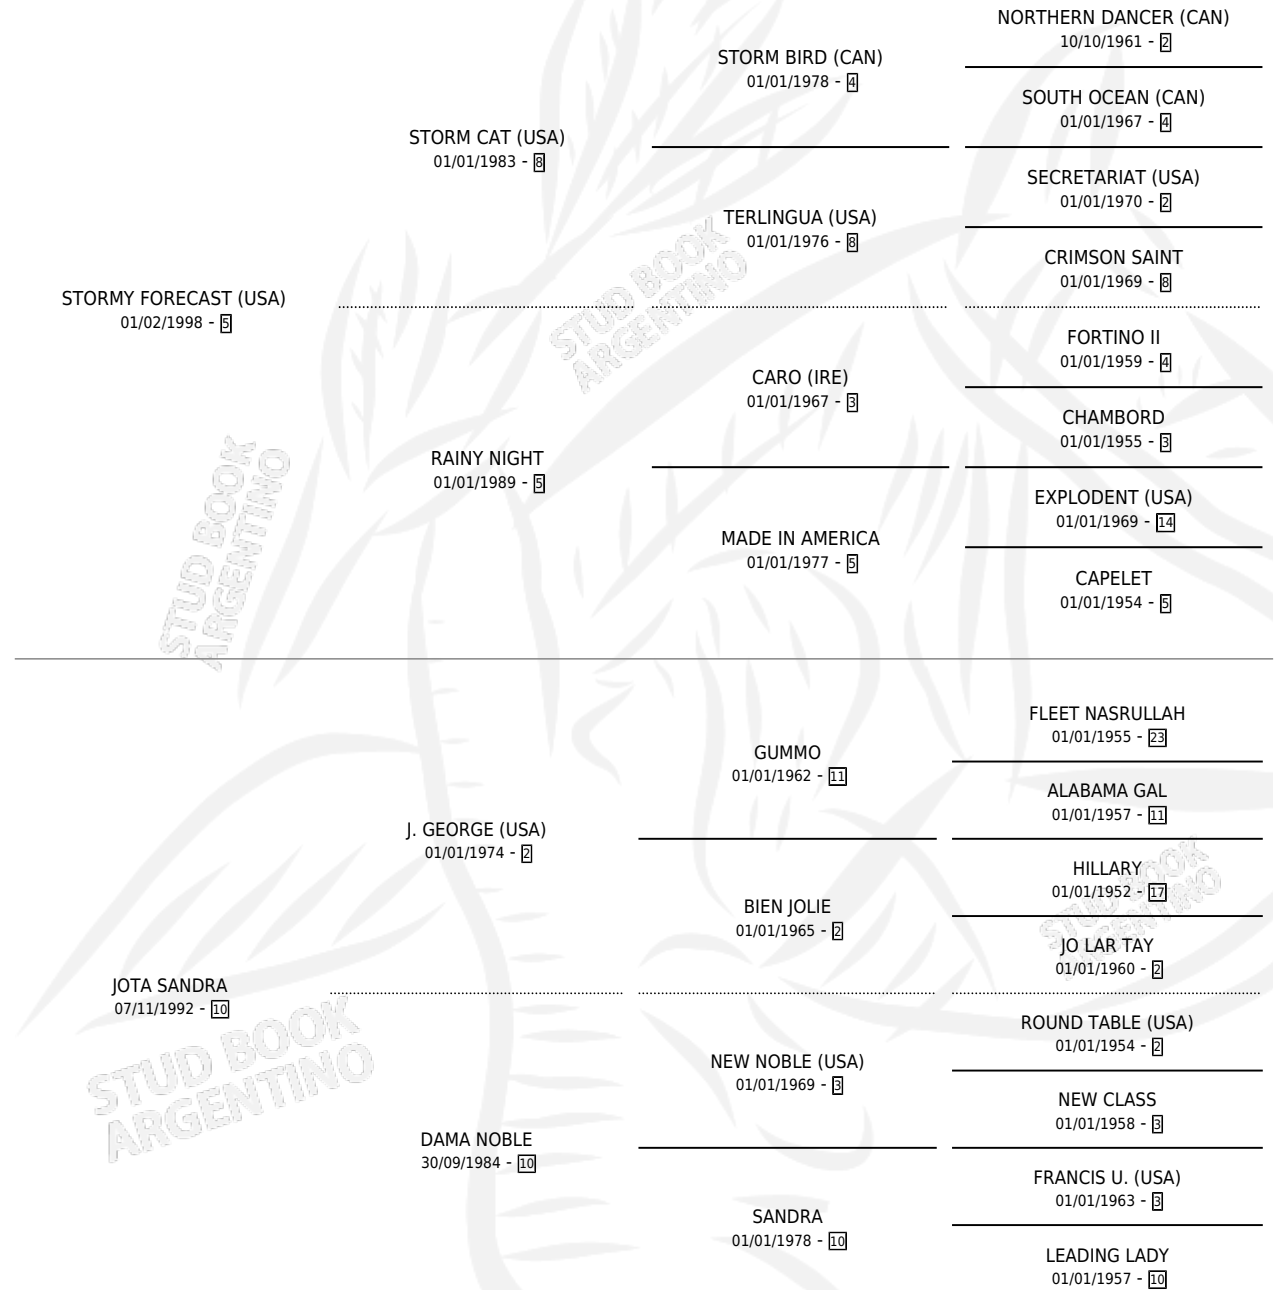 NORTHERN DANCER (CAN)
10/10/1961 - 2
STORM BIRD (CAN)
01/01/1978 - 4
SOUTH OCEAN (CAN)
01/01/1967 - 4
STORM CAT (USA)
01/01/1983 - 8
SECRETARIAT (USA)
01/01/1970 - 2
TERLINGUA (USA)
01/01/1976 - 8
CRIMSON SAINT
01/01/1969 - 8
STORMY FORECAST (USA)
01/02/1998 - 5
FORTINO II
01/01/1959 - 4
CARO (IRE)
01/01/1967 - 3
CHAMBORD
01/01/1955 - 3
RAINY NIGHT
01/01/1989 - 5
EXPLODENT (USA)
01/01/1969 - 14
MADE IN AMERICA
01/01/1977 - 5
CAPELET
01/01/1954 - 5
FLEET NASRULLAH
01/01/1955 - 23
GUMMO
01/01/1962 - 11
ALABAMA GAL
01/01/1957 - 11
J. GEORGE (USA)
01/01/1974 - 2
HILLARY
01/01/1952 - 17
BIEN JOLIE
01/01/1965 - 2
JO LAR TAY
01/01/1960 - 2
JOTA SANDRA
07/11/1992 - 10
ROUND TABLE (USA)
01/01/1954 - 2
NEW NOBLE (USA)
01/01/1969 - 3
NEW CLASS
01/01/1958 - 3
DAMA NOBLE
30/09/1984 - 10
FRANCIS U. (USA)
01/01/1963 - 3
SANDRA
01/01/1978 - 10
LEADING LADY
01/01/1957 - 10
STUD BOOK
ARGENTINO
STUD BOOK
ARGENTINO
STUD BOOK
ARGENTINO
STUD BOOK
ARGENTINO